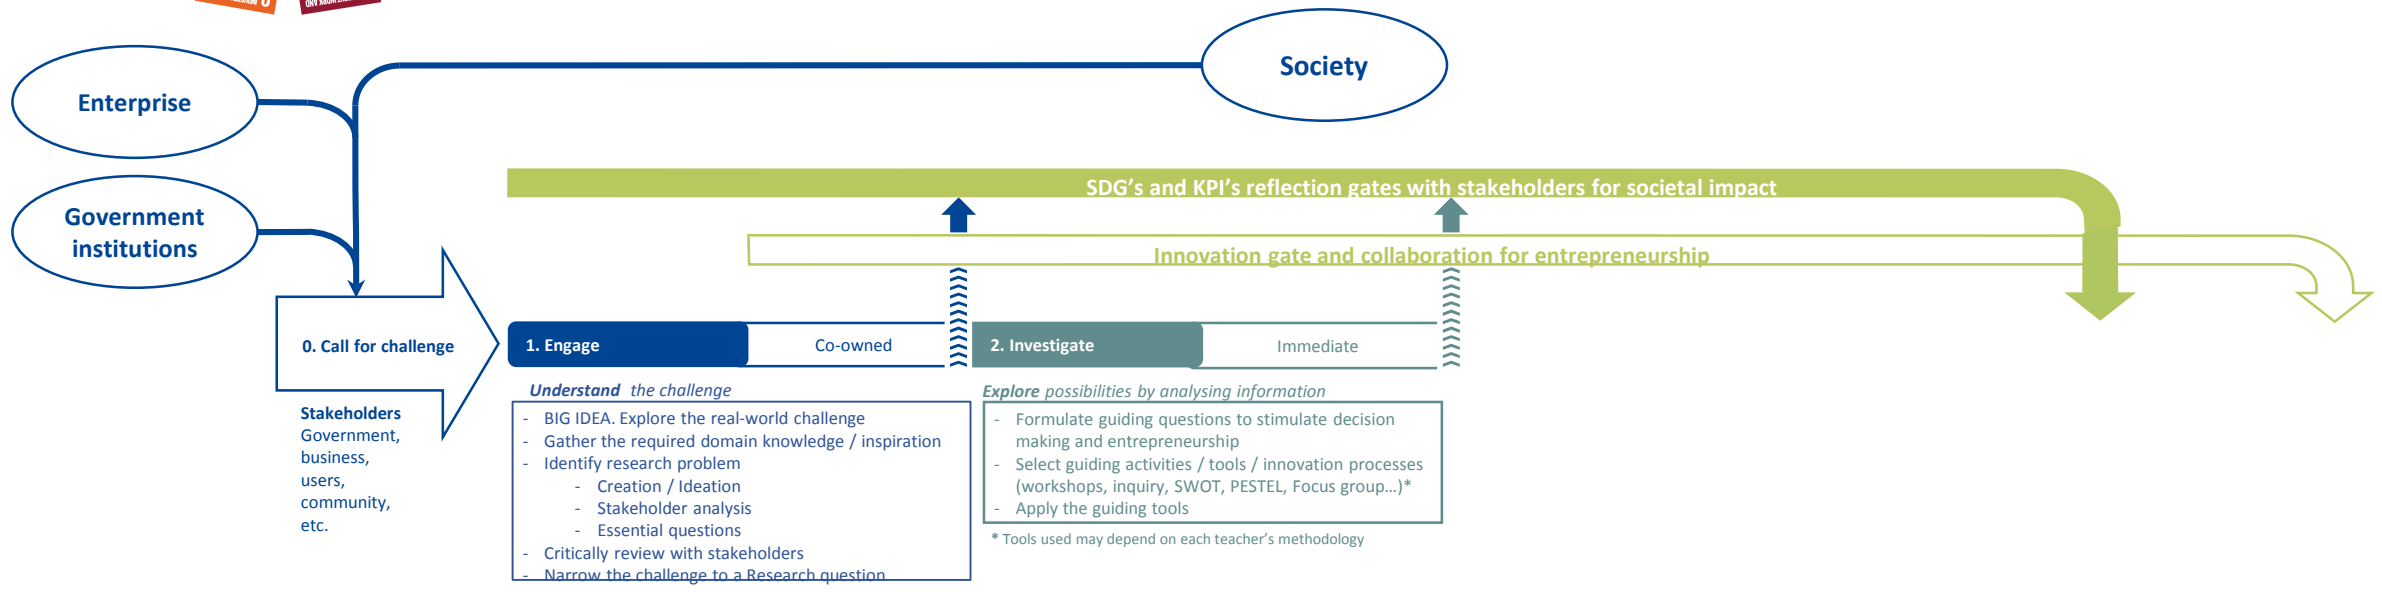 WORK AND
Society
Enterprise
Government
institutions
SDG's and KPI's reflection gates with stakeholders for societal impact
Innovation gate and collaboration for entrepreneurship
0. Call for challenge
1. Engage
Co-owned
2. Investigate
Immediate
Stakeholders
Government,
business,
users,
community,
etc.
Understand the challenge
- BIG IDEA. Explore the real-world challenge
- Gather the required domain knowledge / inspiration
- Identify research problem
- Creation / Ideation
- Stakeholder analysis
- Essential questions
- Critically review with stakeholders
- Narrow the challenge to a Research question
Explore possibilities by analysing information
- Formulate guiding questions to stimulate decision
making and entrepreneurship
- Select guiding activities / tools / innovation processes
(workshops, inquiry, SWOT, PESTEL, Focus group...)*
- Apply the guiding tools
* Tools used may depend on each teacher's methodology